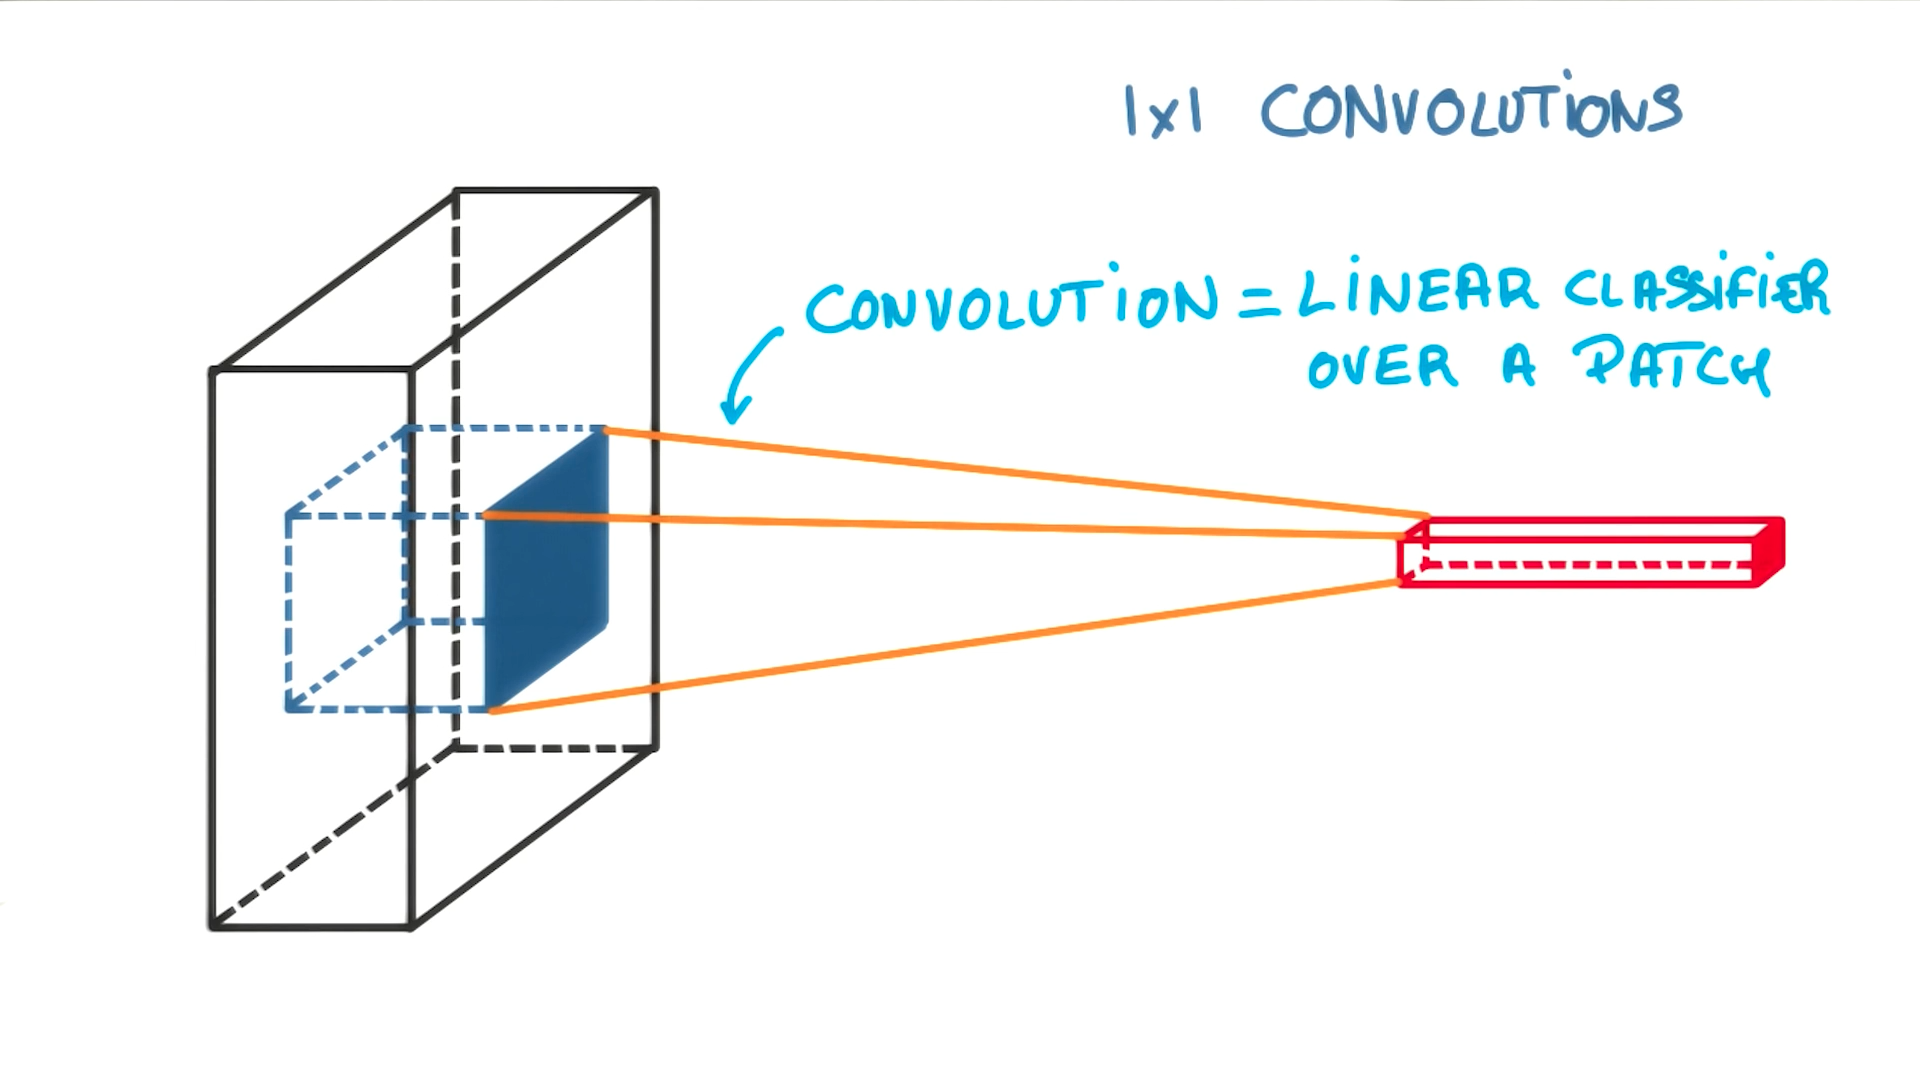 1x1 CONVOLUTIONS
CONVOLUTION = LINEAR CLASSIFIER
OVER A PATCH